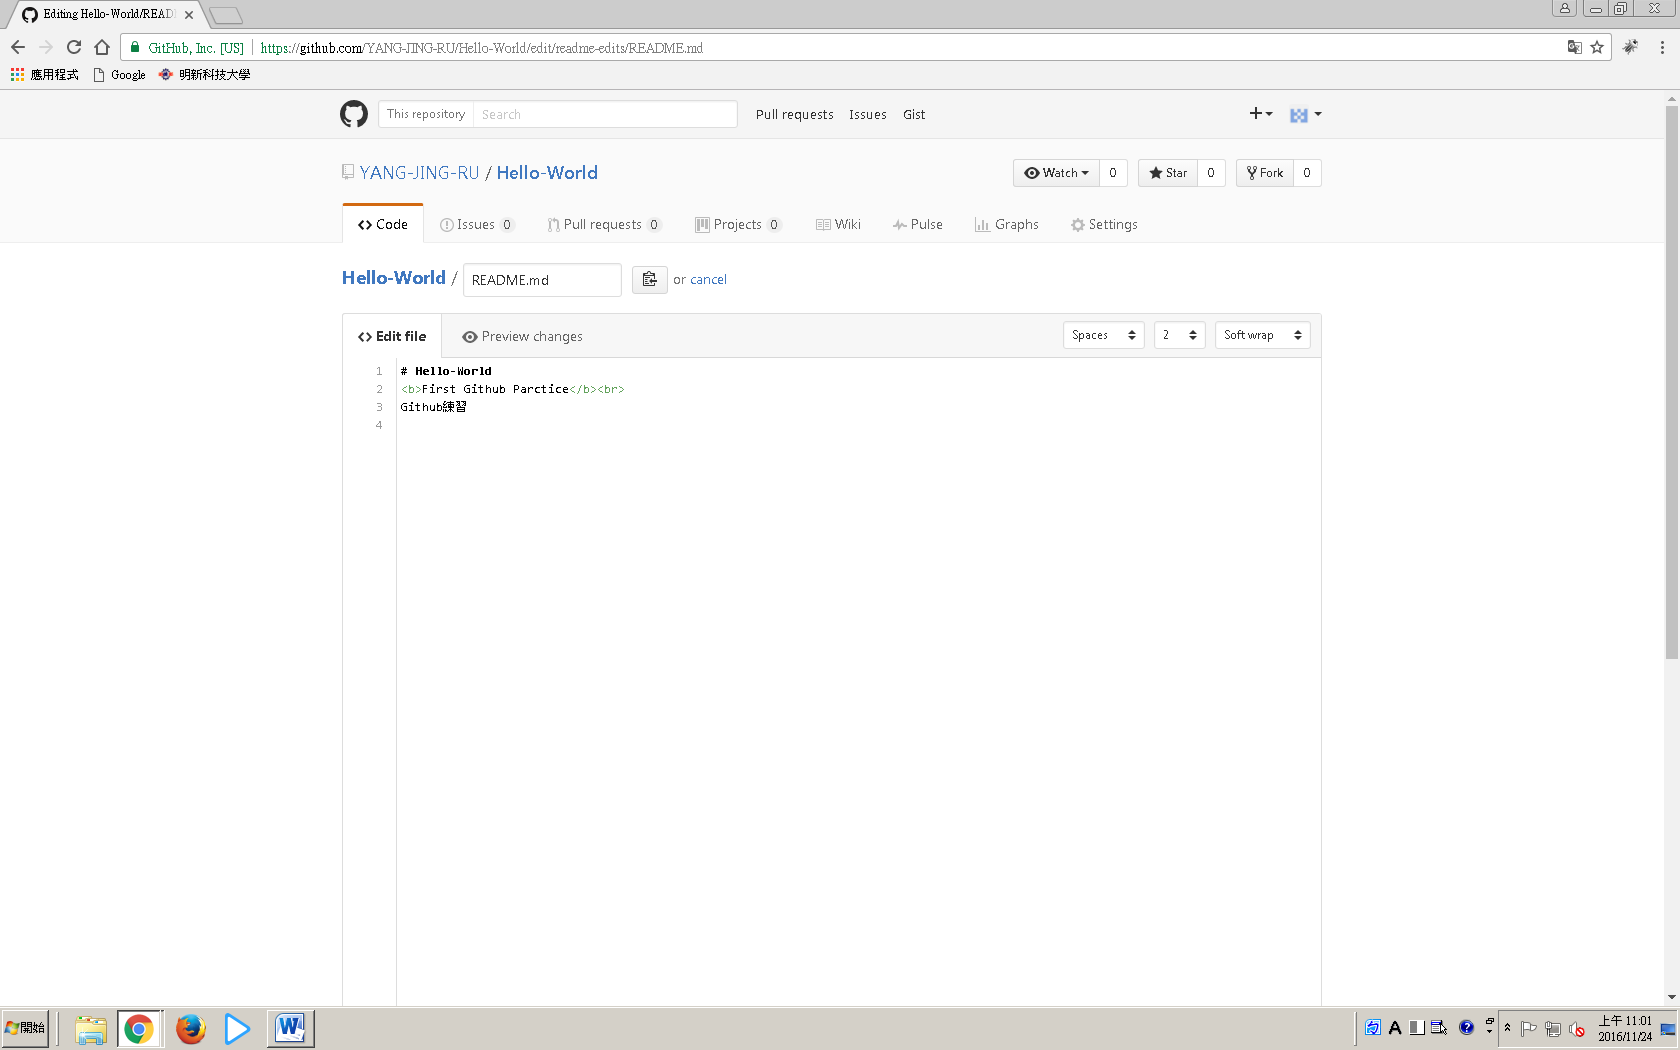 Editing Hello-World/READ
GitHub, Inc. [US] https://github.com/YANG-JING-RU/Hello-World/edit/readme-edits/README.md
應用程式 Google 明新科技大學
This repository Search Pull requests Issues Gist
YANG-JING-RU / Hello-World Watch 0 Star 0 Fork 0
Code Issues 0 Pull requests 0 Projects 0 Wiki Pulse Graphs Settings
Hello-World / README.md or cancel
Edit file Preview changes Spaces 2 Soft wrap
1 # Hello-World
2 <b>First Github Parctice</b><br>
3 Github練習
4
開始 上午 11:01
2016/11/24